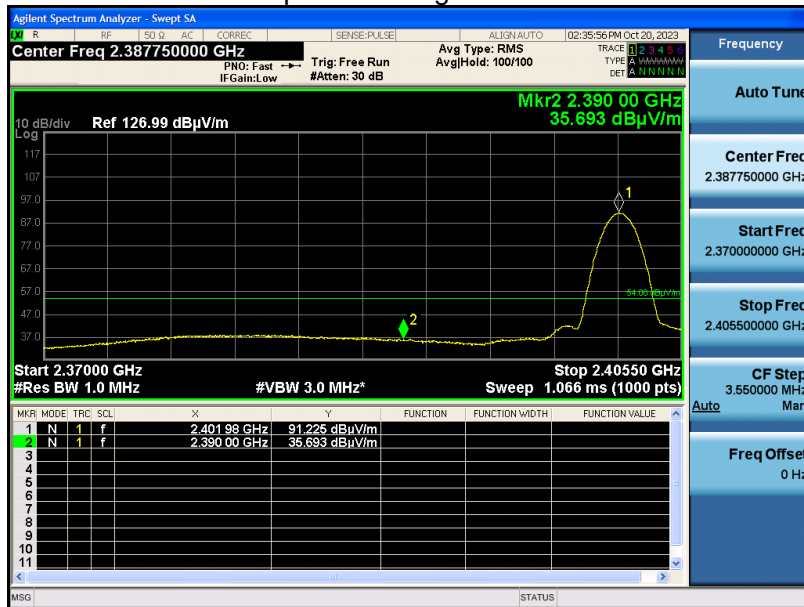 Agilent Spectrum Analyzer - Swept SA
LXI R RF 50 Ω AC CORREC SENSE:PULSE ALIGN AUTO 02:35:56 PM Oct 20, 2023
Center Freq 2.387750000 GHz
PNO: Fast
IFGain:Low
Trig: Free Run
#Atten: 30 dB
Avg Type: RMS
Avg|Hold: 100/100
TRACE 1 2 3 4 5 6
TYPE A WWWWW
DET A N N N N N
Mkr2 2.390 00 GHz
35.693 dBµV/m
10 dB/div Ref 126.99 dBµV/m
Log
117
107
97.0
87.0
77.0
67.0
57.0
47.0
37.0
1
2
54.00 dBµV/m
Start 2.37000 GHz Stop 2.40550 GHz
#Res BW 1.0 MHz #VBW 3.0 MHz* Sweep 1.066 ms (1000 pts)
MKR MODE TRC SCL X Y FUNCTION FUNCTION WIDTH FUNCTION VALUE
1 N 1 f 2.401 98 GHz 91.225 dBµV/m
2 N 1 f 2.390 00 GHz 35.693 dBµV/m
3
4
5
6
7
8
9
10
11
MSG STATUS
Frequency
Auto Tune
Center Freq
2.387750000 GHz
Start Freq
2.370000000 GHz
Stop Freq
2.405500000 GHz
CF Step
3.550000 MHz
Auto Man
Freq Offset
0 Hz